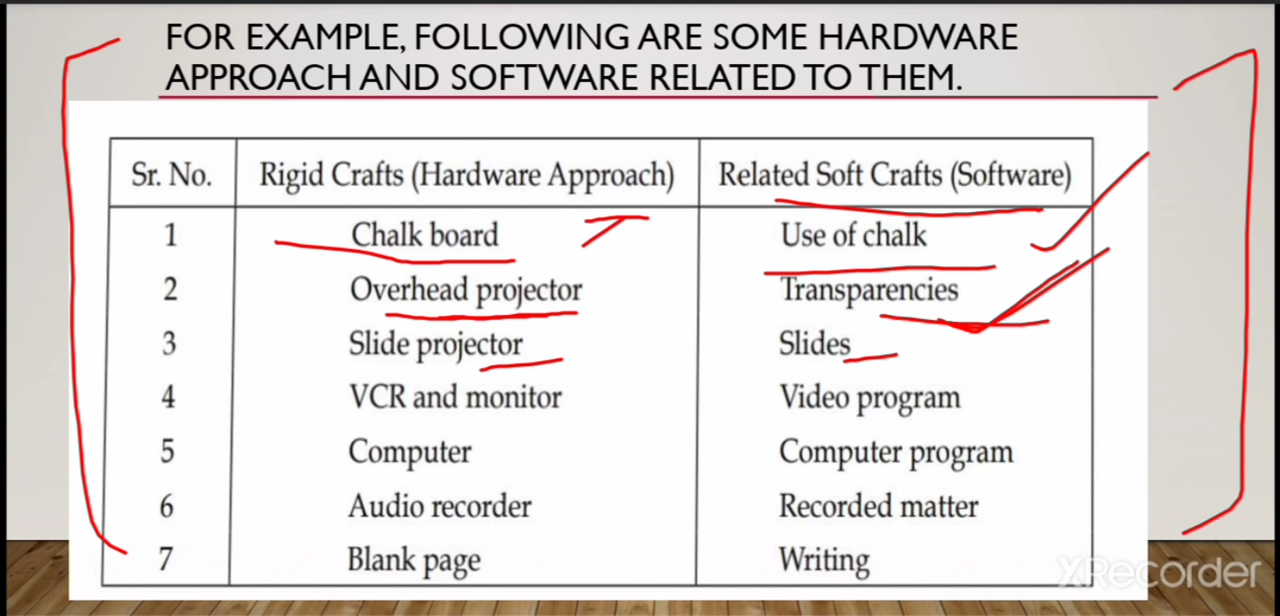 FOR EXAMPLE, FOLLOWING ARE SOME HARDWARE
APPROACH AND SOFTWARE RELATED TO THEM.
Sr. No. Rigid Crafts (Hardware Approach) Related Soft Crafts (Software)
1 Chalk board Use of chalk
2 Overhead projector Transparencies
3 Slide projector Slides
4 VCR and monitor Video program
5 Computer Computer program
6 Audio recorder Recorded matter
7 Blank page Writing
XRecorder